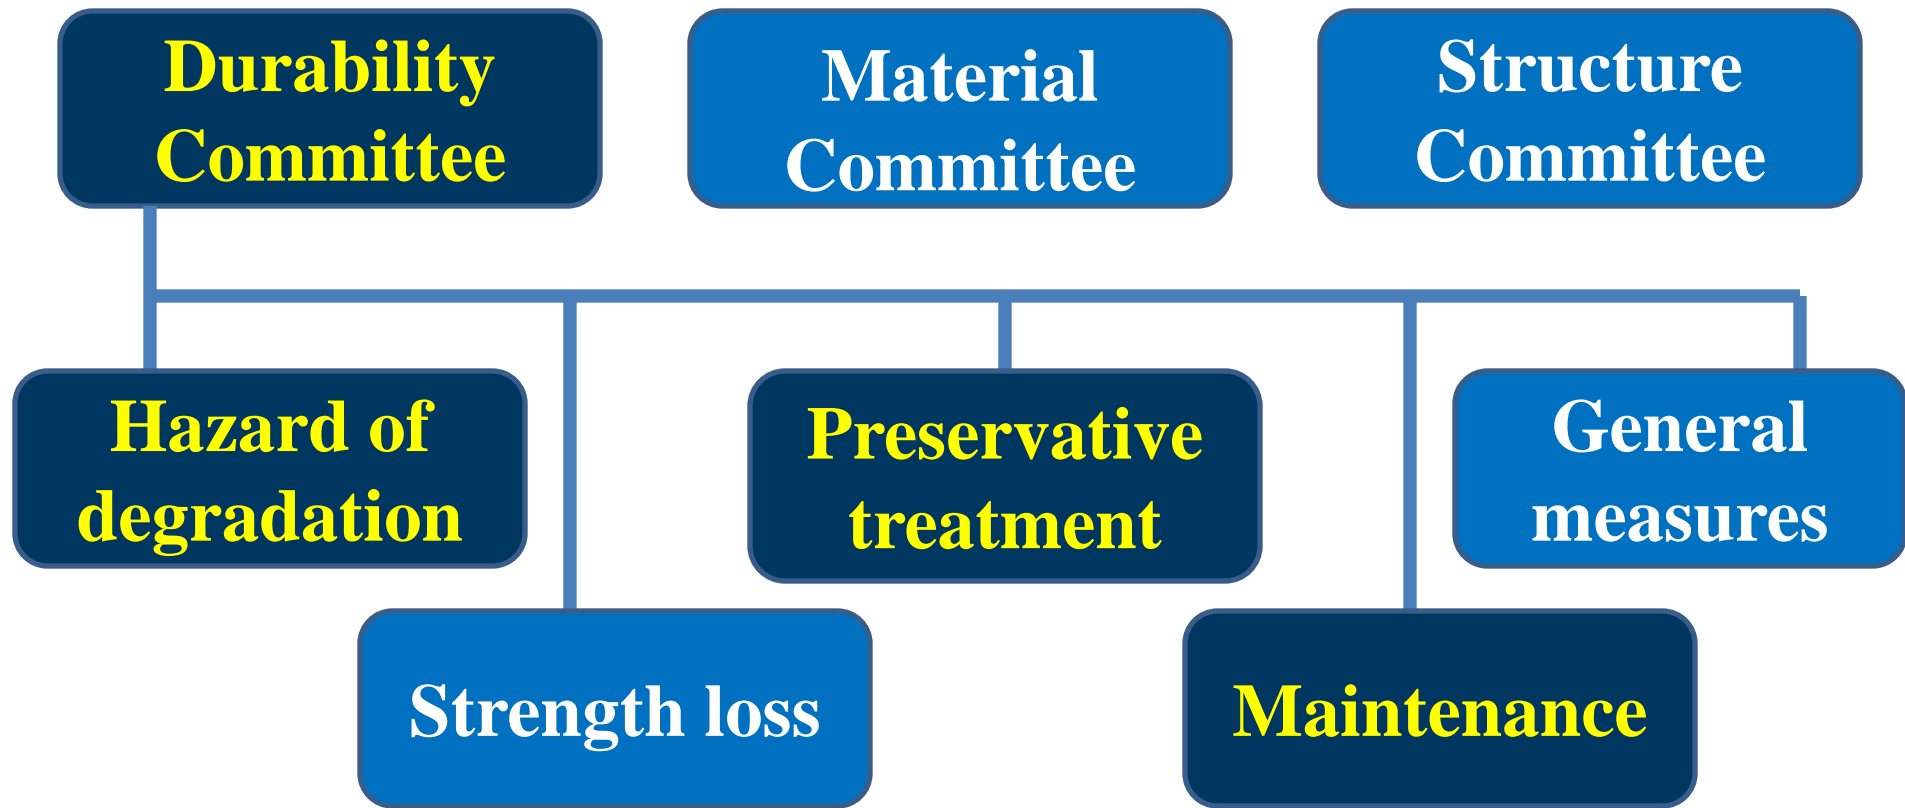 Durability
Committee
Material
Committee
Structure
Committee
Hazard of
degradation
Preservative
treatment
General
measures
Strength loss
Maintenance